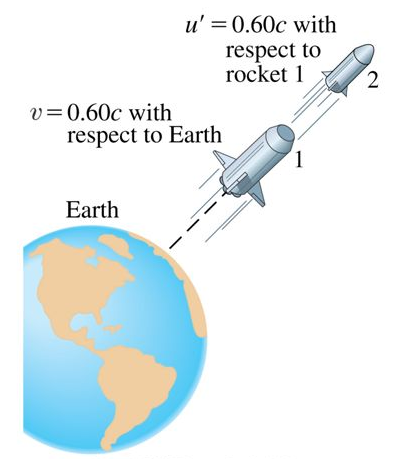 u′ = 0.60c with
respect to
rocket 1
2
v = 0.60c with
respect to Earth
1
Earth